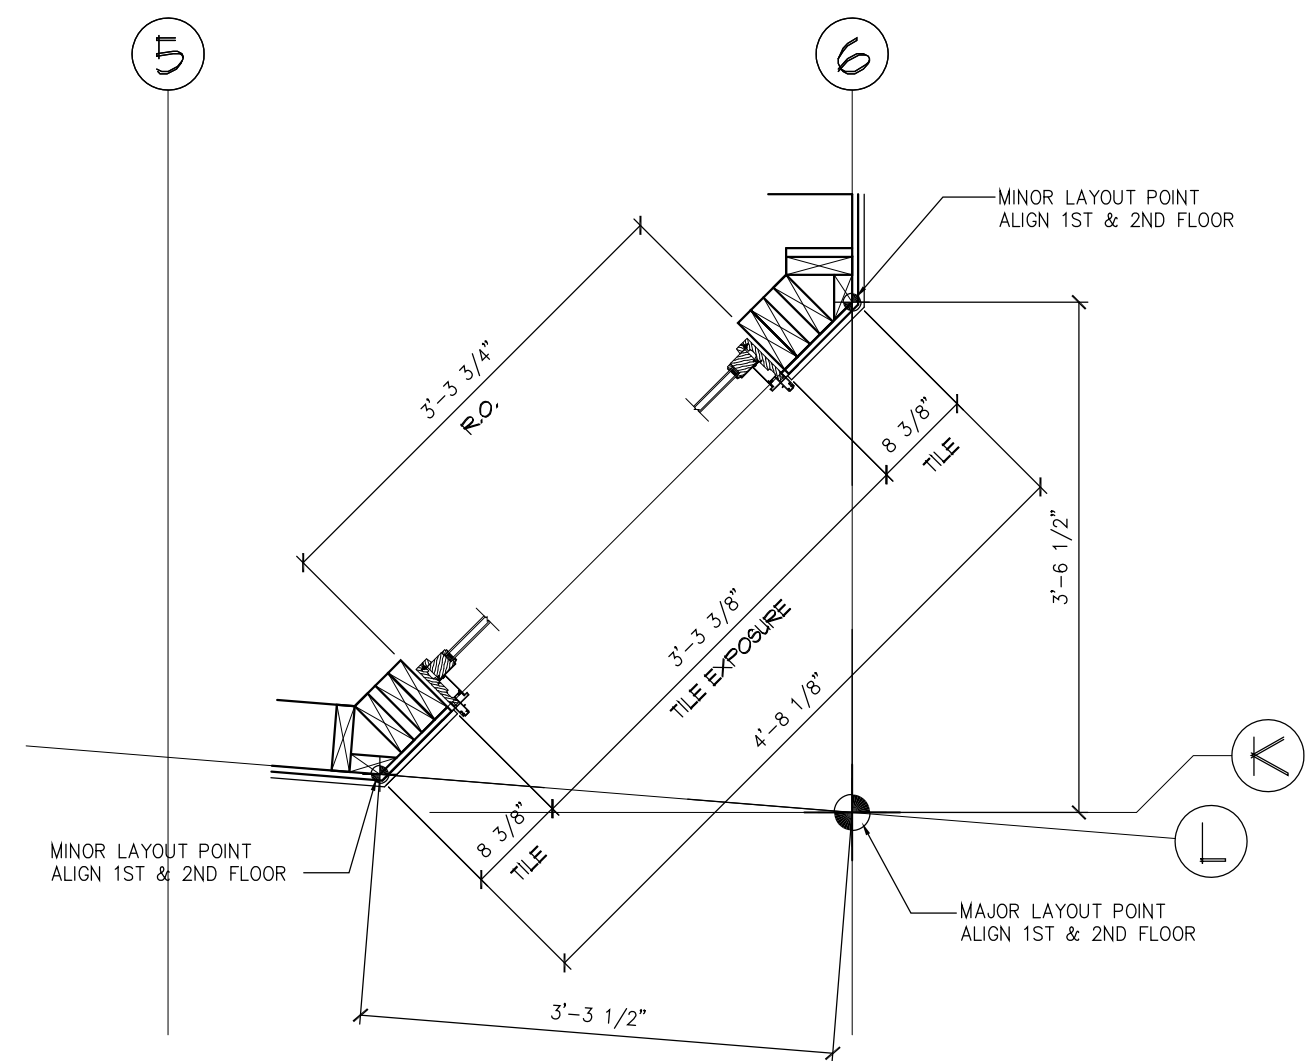 5
6
MINOR LAYOUT POINT
ALIGN 1ST & 2ND FLOOR
3'-3 3/4"
R.O.
8 3/8"
TILE
3'-6 1/2"
3'-3 3/8"
TILE EXPOSURE
4'-8 1/8"
K
L
8 3/8"
TILE
MINOR LAYOUT POINT
ALIGN 1ST & 2ND FLOOR
MAJOR LAYOUT POINT
ALIGN 1ST & 2ND FLOOR
3'-3 1/2"